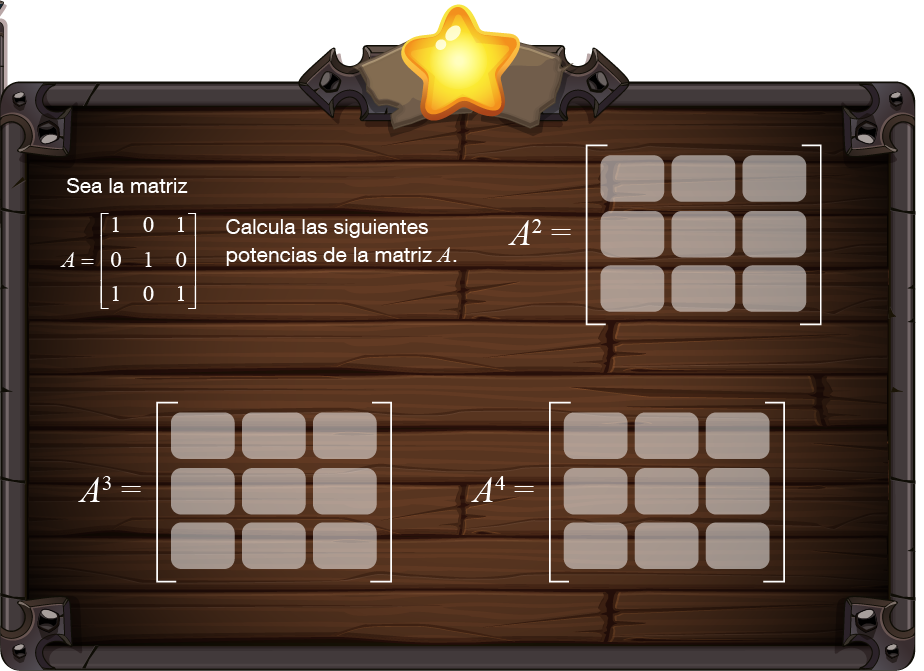 Sea la matriz
A = [1 0 1
0 1 0
1 0 1]
Calcula las siguientes
potencias de la matriz A.
A² =
A³ =
A⁴ =